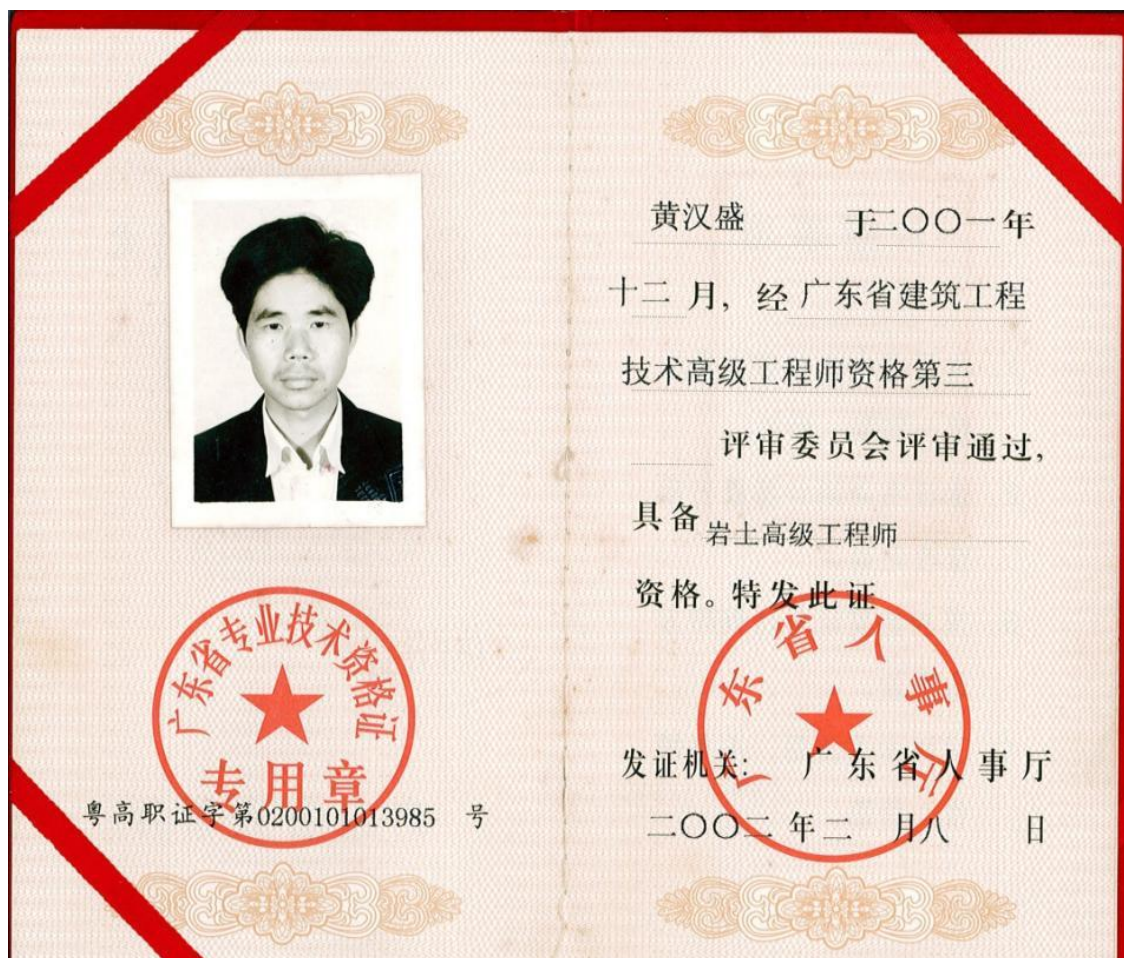 广东省专业技术资格证
专用章
粤高职证字第0200101013985 号
黄汉盛 于二〇〇一年
十二 月，经 广东省建筑工程
技术高级工程师资格第三
评审委员会评审通过，
具备 岩土高级工程师
资格。特发此证
广东省人事厅
发证机关： 广东省人事厅
二〇〇二 年二 月八 日